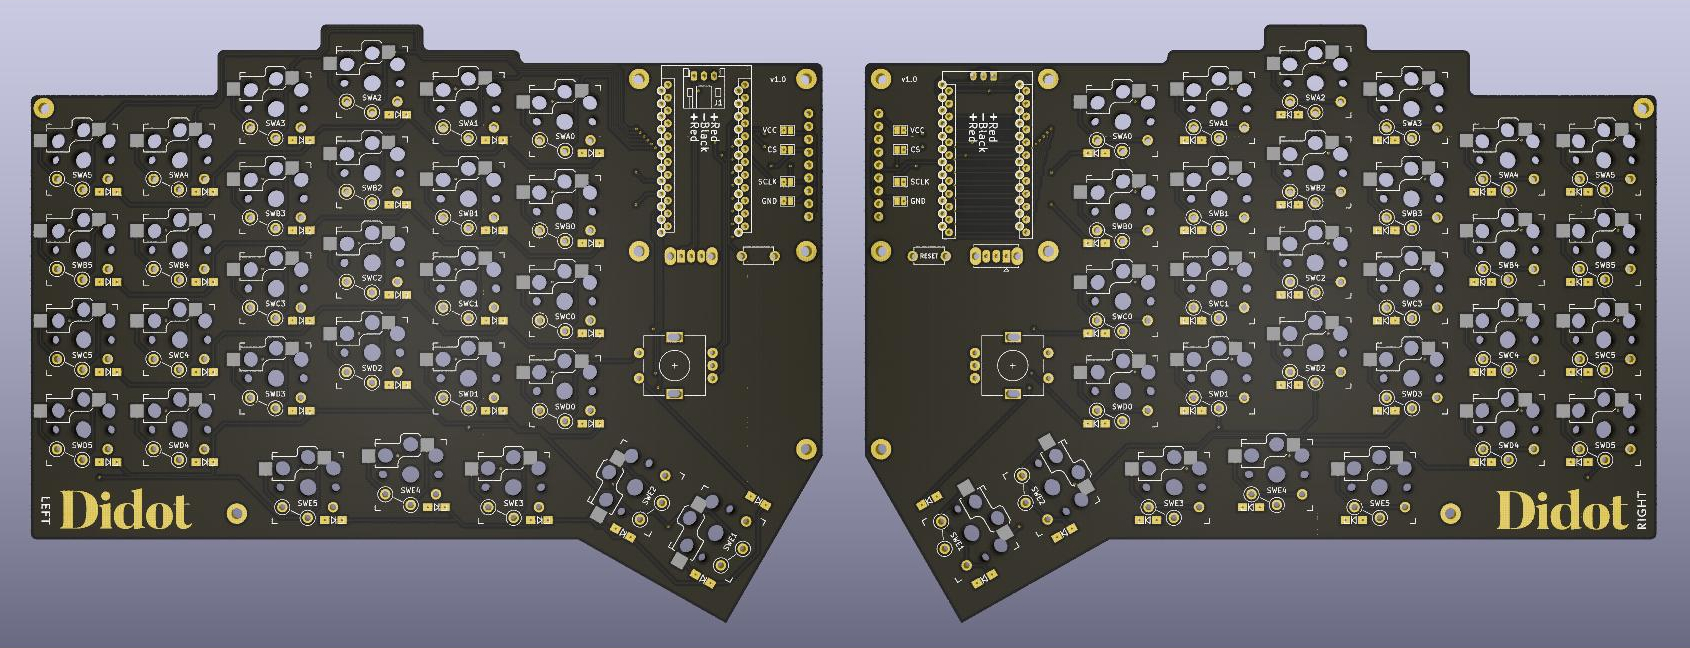 SWA2
v1.0
J1
SWA3
SWA1
SWA0
+Red
-Black
+Red
VCC
CS
SCLK
GND
SWA5
SWA4
SWB2
SWB3
SWB1
SWB0
SWB5
SWB4
SWC2
SWC3
SWC1
SWC0
SWC5
SWC4
SWD2
SWD3
SWD1
SWD0
SWD5
SWD4
SWE5
SWE4
SWE3
SWE2
SWE1
LEFT
Didot
v1.0
SWA2
SWA0
SWA1
SWA3
+Red
-Black
+Red
VCC
CS
SCLK
GND
SWA4
SWA5
SWB2
SWB0
SWB1
SWB3
RESET
SWB4
SWB5
SWC2
SWC0
SWC1
SWC3
SWC4
SWC5
SWD2
SWD0
SWD1
SWD3
SWD4
SWD5
SWE1
SWE2
SWE3
SWE4
SWE5
Didot
RIGHT